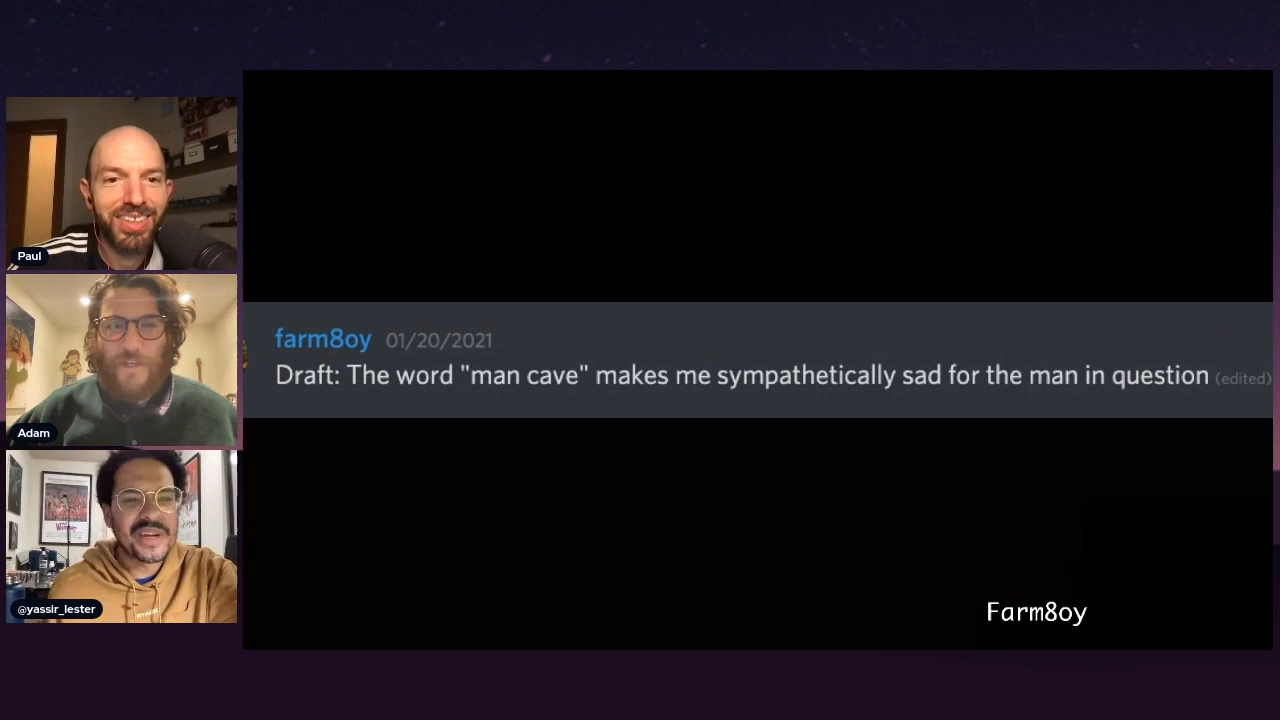 Paul
Adam
@yassir_lester
farm8oy 01/20/2021
Draft: The word "man cave" makes me sympathetically sad for the man in question (edited)
Farm8oy